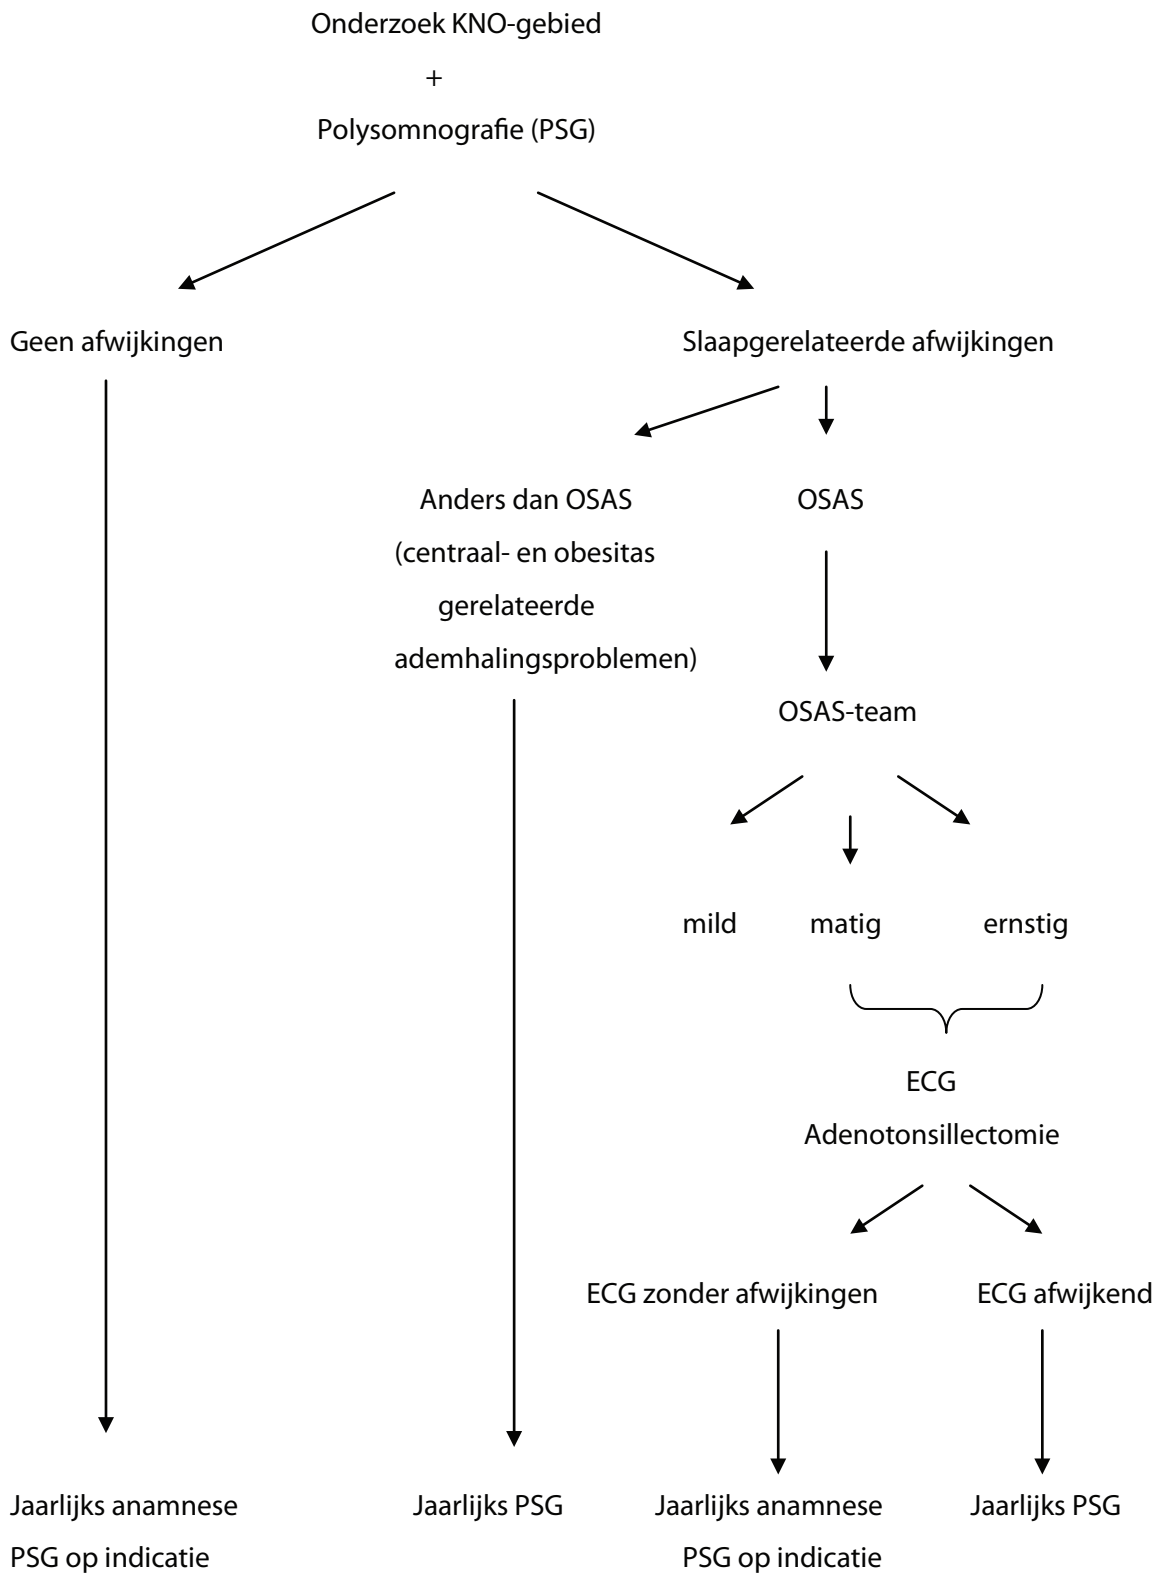 Onderzoek KNO-gebied
+
Polysomnografie (PSG)
Geen afwijkingen
Slaapgerelateerde afwijkingen
Anders dan OSAS
(centraal- en obesitas
gerelateerde
ademhalingsproblemen)
OSAS
OSAS-team
mild
matig
ernstig
ECG
Adenotonsillectomie
ECG zonder afwijkingen
ECG afwijkend
Jaarlijks anamnese
PSG op indicatie
Jaarlijks PSG
Jaarlijks anamnese
PSG op indicatie
Jaarlijks PSG